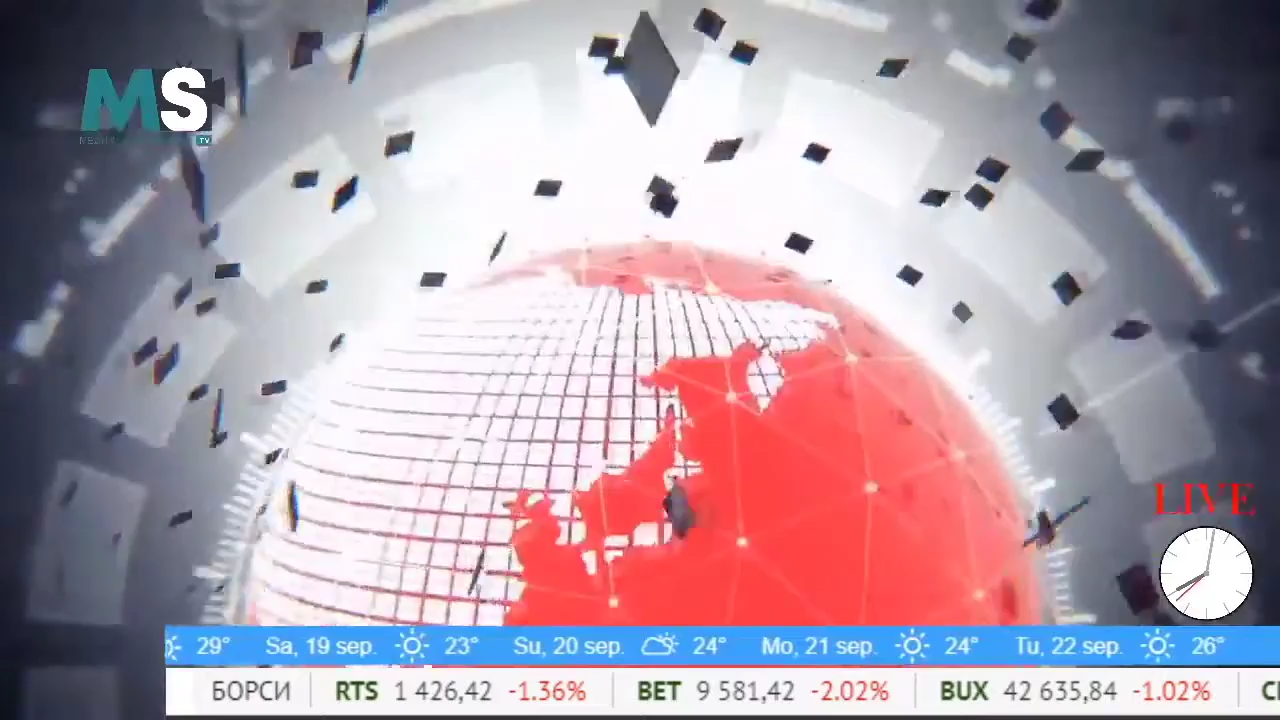 MS
TV
LIVE
29° Sa, 19 sep. 23° Su, 20 sep. 24° Mo, 21 sep. 24° Tu, 22 sep. 26°
БОРСИ RTS 1 426,42 -1.36% BET 9 581,42 -2.02% BUX 42 635,84 -1.02%